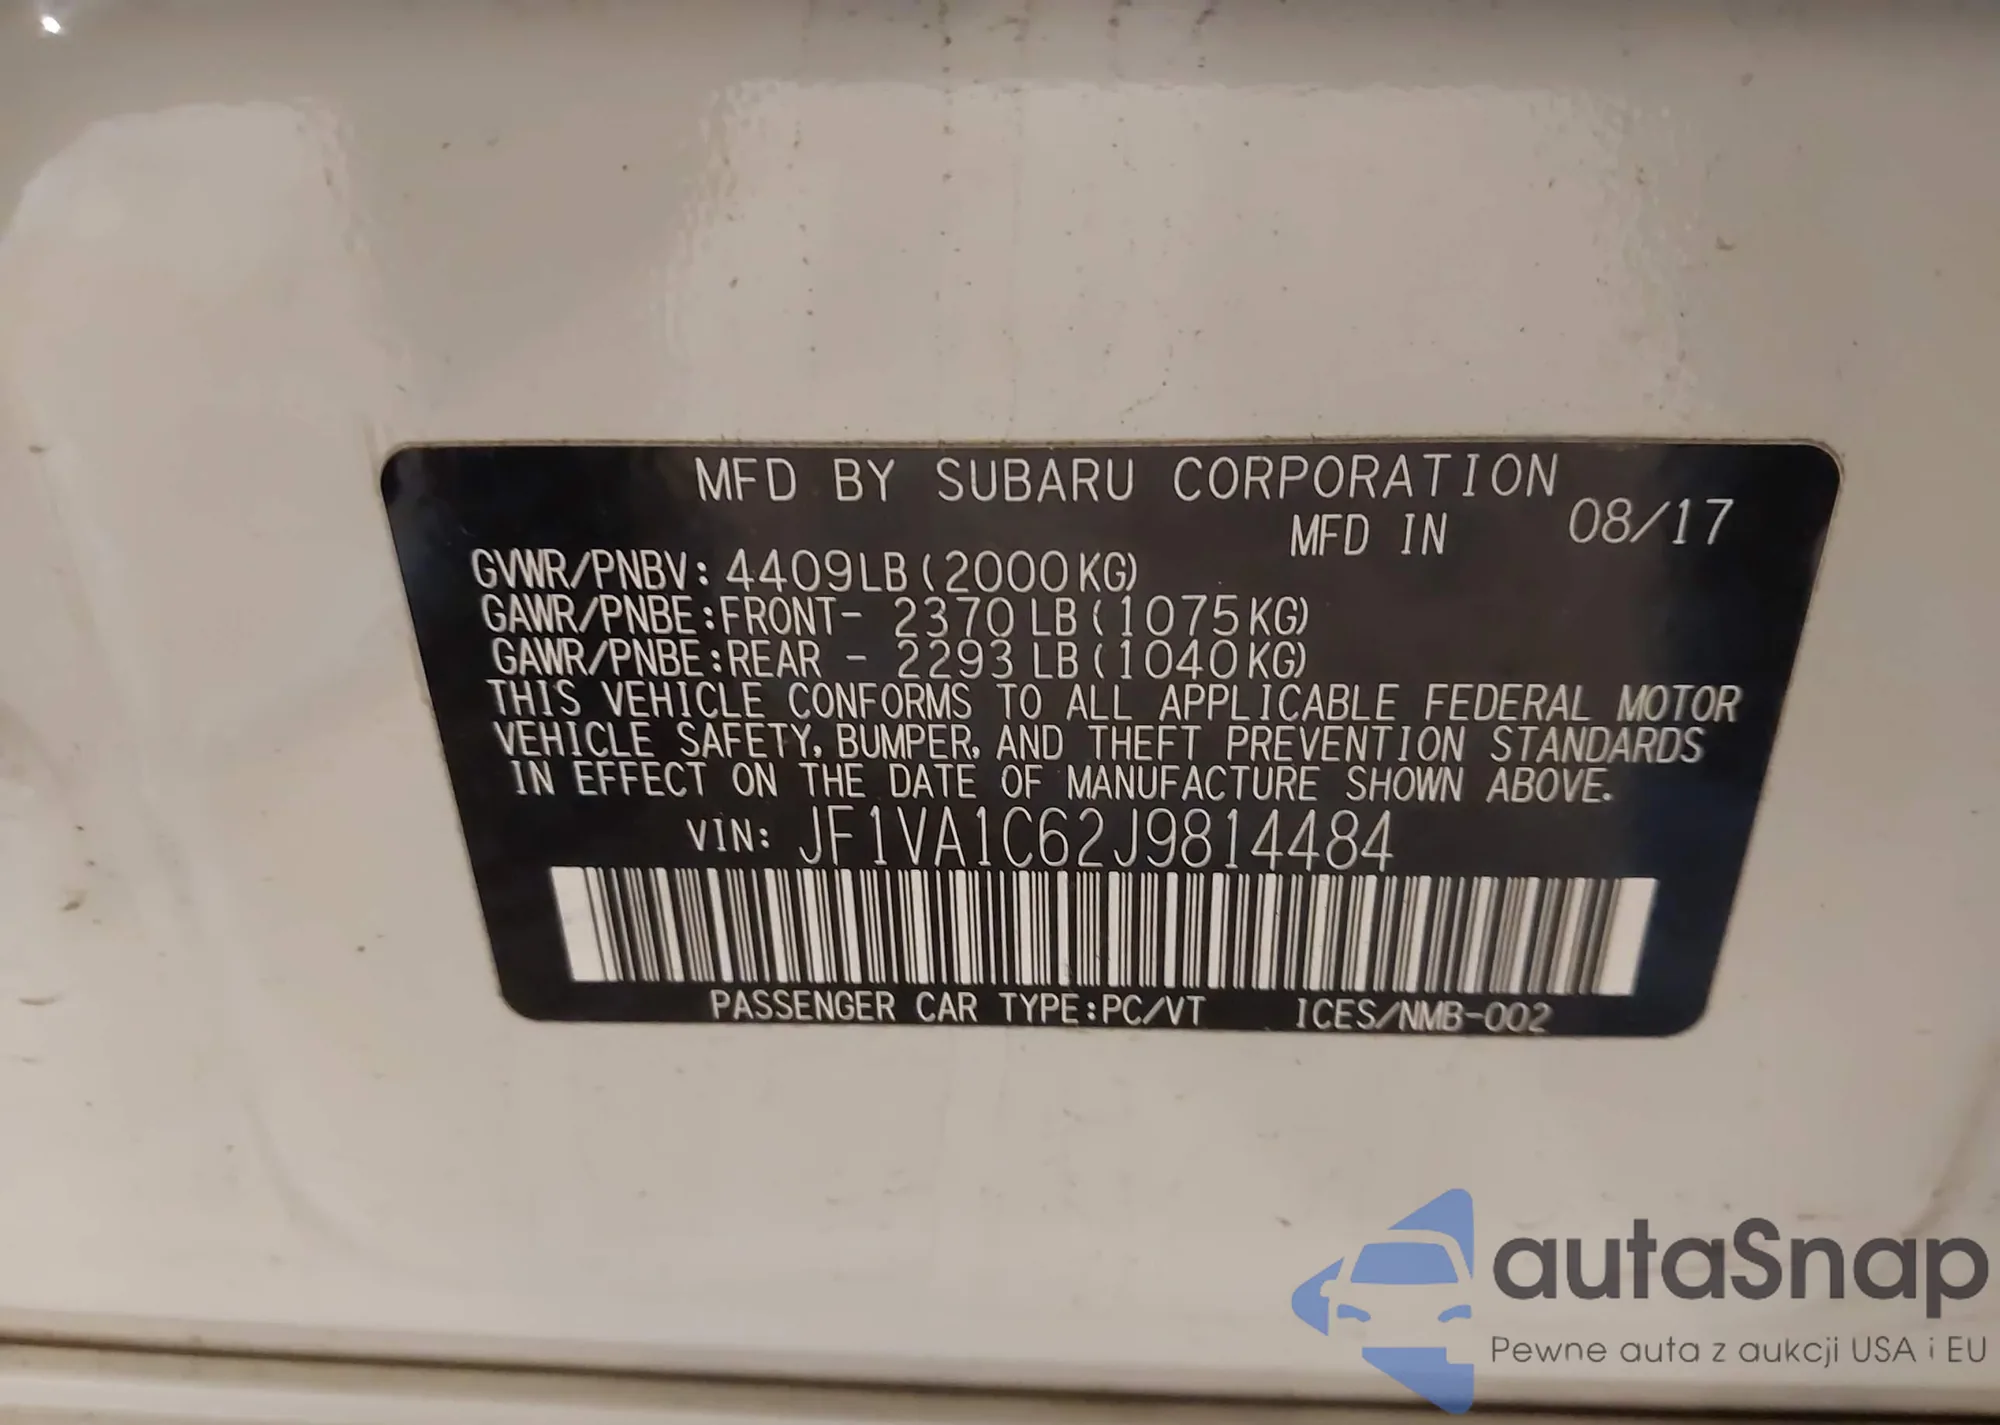 MFD BY SUBARU CORPORATION
MFD IN 08/17
GVWR/PNBV: 4409LB (2000KG)
GAWR/PNBE:FRONT- 2370 LB (1075KG)
GAWR/PNBE:REAR - 2293 LB (1040KG)
THIS VEHICLE CONFORMS TO ALL APPLICABLE FEDERAL MOTOR
VEHICLE SAFETY, BUMPER, AND THEFT PREVENTION STANDARDS
IN EFFECT ON THE DATE OF MANUFACTURE SHOWN ABOVE.
VIN: JF1VA1C62J9814484
PASSENGER CAR TYPE:PC/VT ICES/NMB-002
autaSnap
Pewne auta z aukcji USA i EU